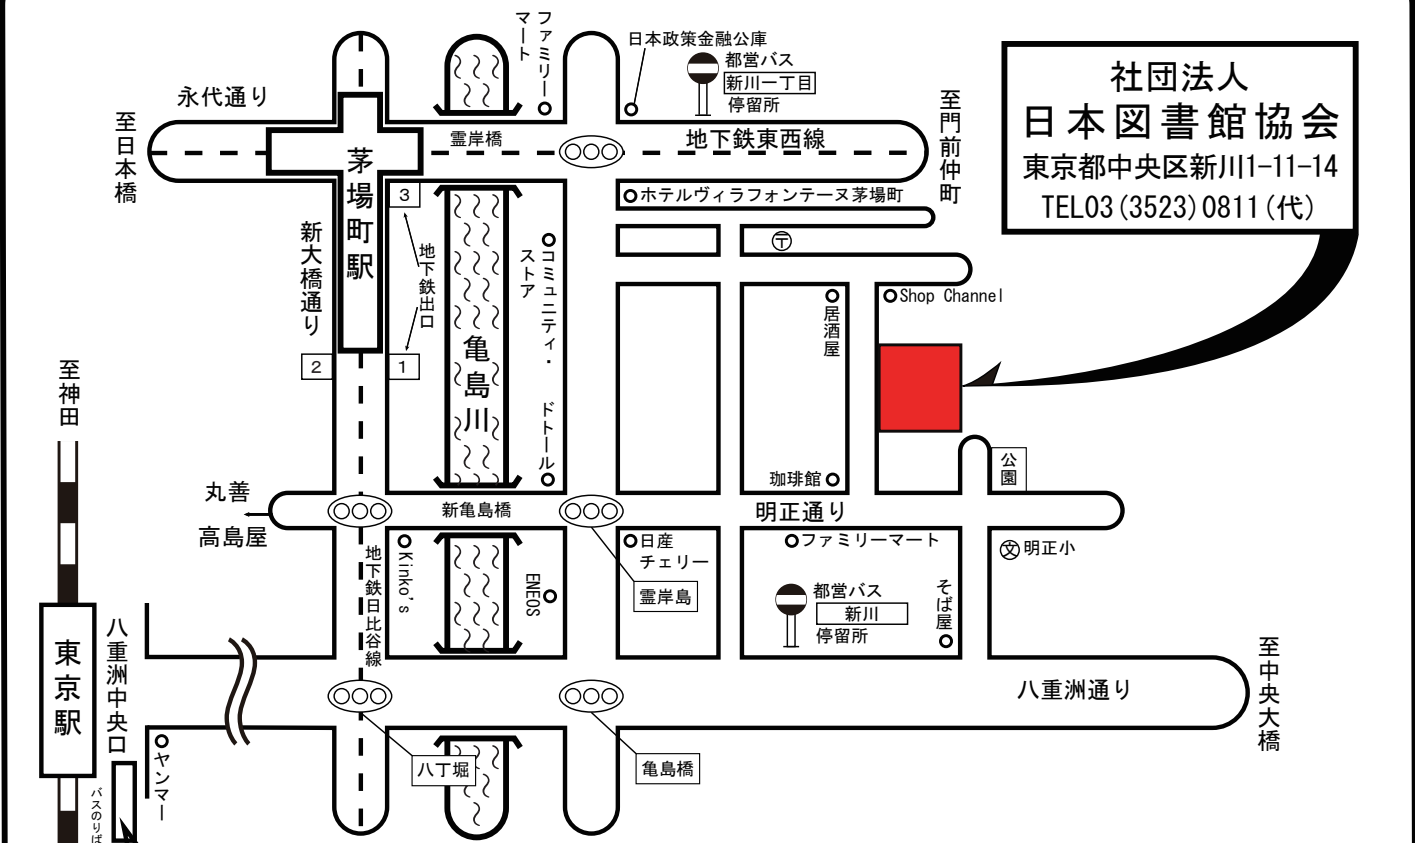 ファミリー
マート
日本政策金融公庫
都営バス
新川一丁目
停留所
社団法人
日本図書館協会
東京都中央区新川1-11-14
TEL03(3523)0811(代)
永代通り
至日本橋
霊岸橋
地下鉄東西線
至門前仲町
茅場町駅
3
ホテルヴィラフォンテーヌ茅場町
新大橋通り
地下鉄出口
コミュニティ・
ストア
〒
居酒屋
Shop Channel
2
1
亀島川
至神田
ドトール
珈琲館
公園
丸善
高島屋
新亀島橋
明正通り
地下鉄日比谷線
Kinko's
ENEOS
日産
チェリー
霊岸島
ファミリーマート
文
明正小
都営バス
新川
停留所
そば屋
東京駅
八重洲中央口
八重洲通り
至中央大橋
ヤンマー
八丁堀
亀島橋
バスのりば